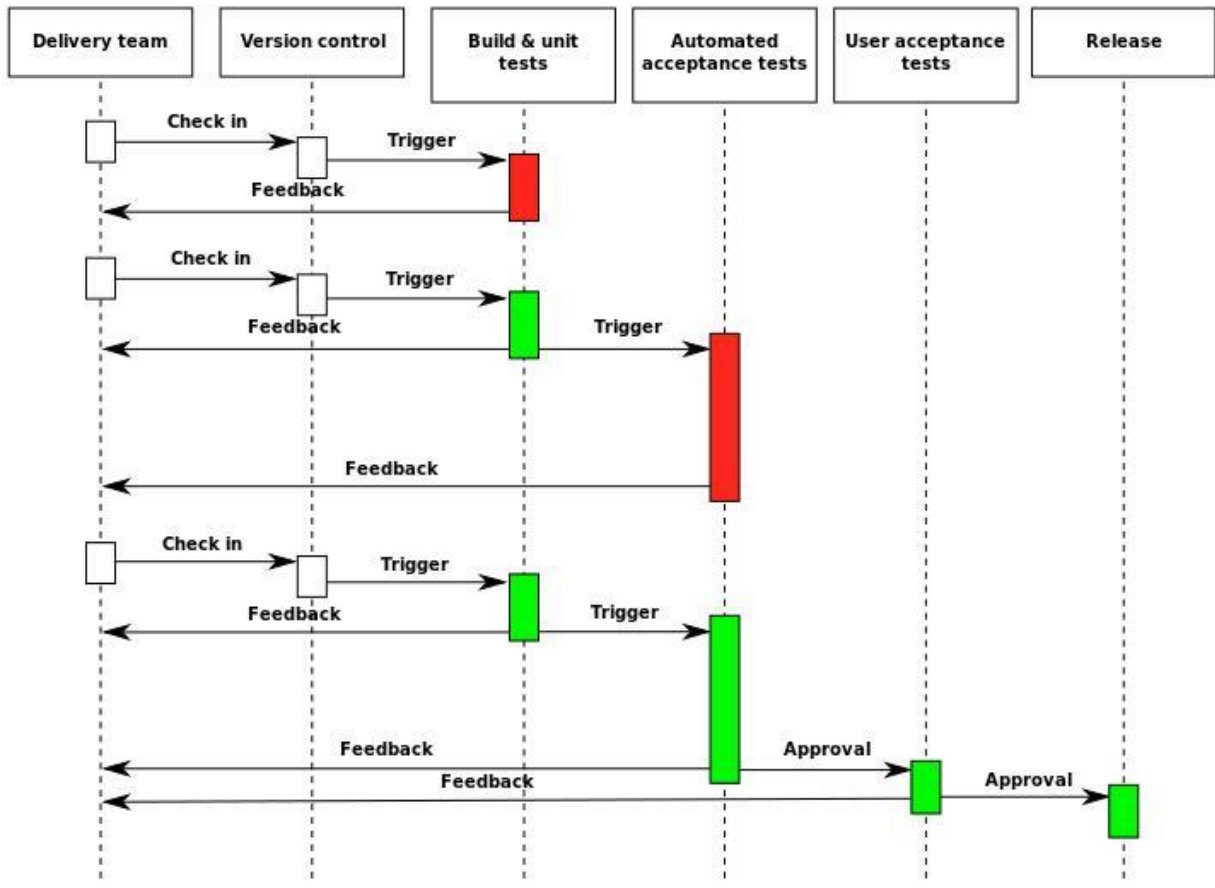 Delivery team
Version control
Build & unit
tests
Automated
acceptance tests
User acceptance
tests
Release
Check in
Trigger
Feedback
Check in
Trigger
Feedback
Trigger
Feedback
Check in
Trigger
Feedback
Trigger
Feedback
Approval
Feedback
Approval